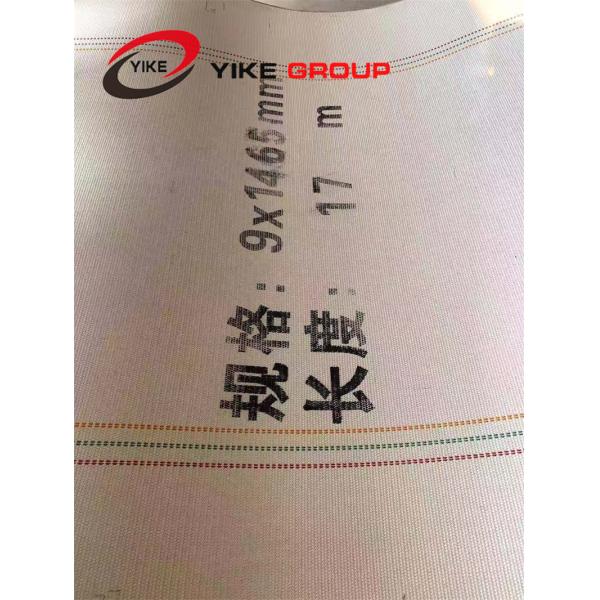 YIKE YIKE GROUP
规格: 9x1465mm
长度: 17 m